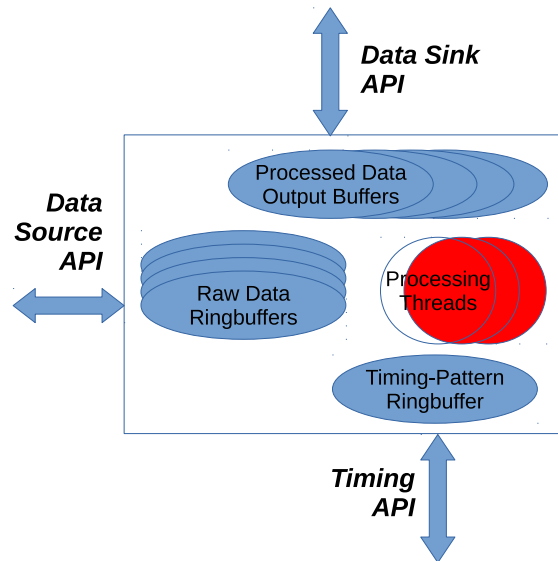 Data Sink
API
Processed Data
Output Buffers
Data
Source
API
Raw Data
Ringbuffers
Processing
Threads
Timing-Pattern
Ringbuffer
Timing
API